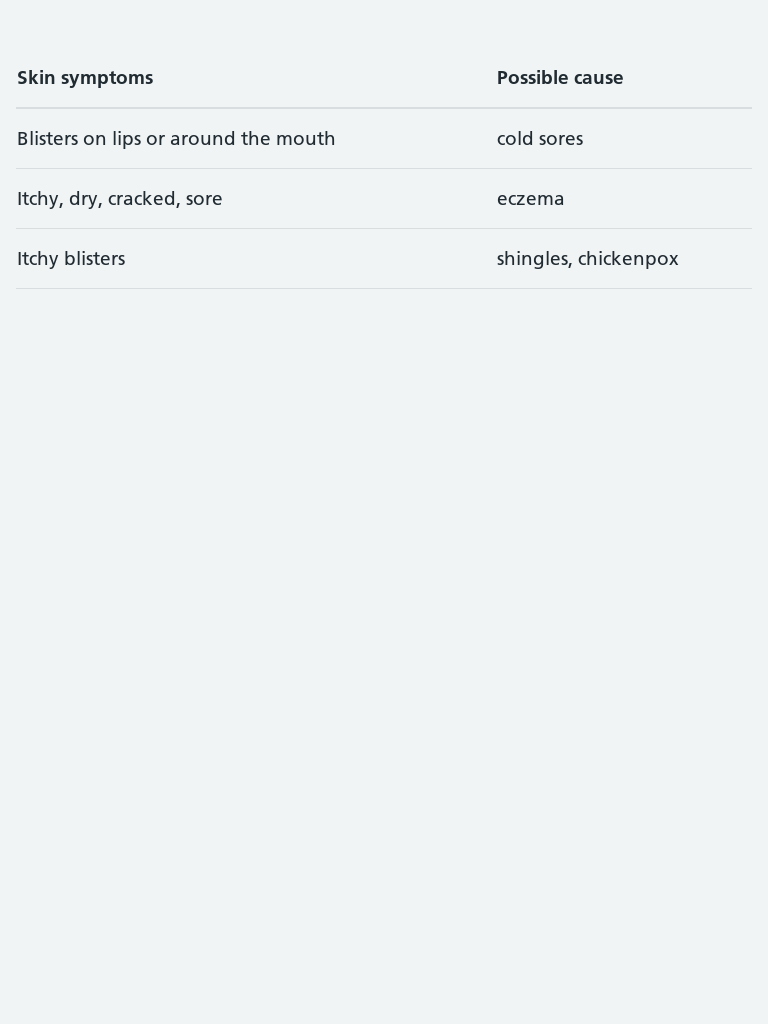 Skin symptoms Possible cause
Blisters on lips or around the mouth cold sores
Itchy, dry, cracked, sore eczema
Itchy blisters shingles, chickenpox